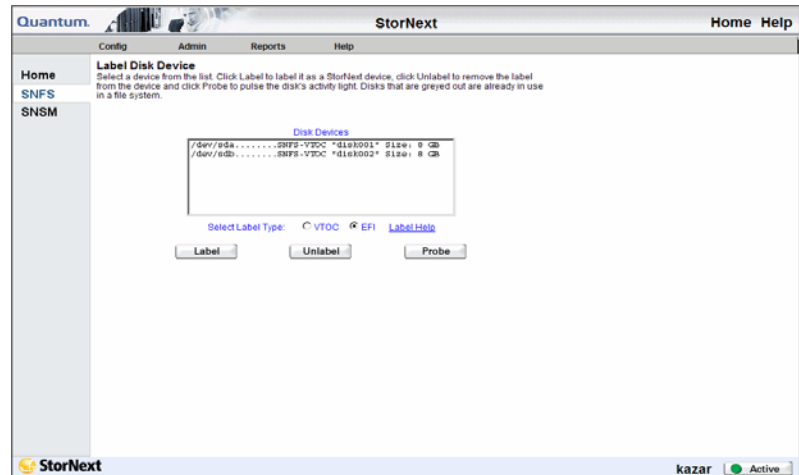 Quantum. StorNext Home Help
Config Admin Reports Help
Home
SNFS
SNSM
Label Disk Device
Select a device from the list. Click Label to label it as a StorNext device, click Unlabel to remove the label
from the device and click Probe to pulse the disk's activity light. Disks that are greyed out are already in use
in a file system.
Disk Devices
/dev/sda........SNFS-VTOC "disk001" Size: 8 GB
/dev/sdb........SNFS-VTOC "disk002" Size: 8 GB
Select Label Type: VTOC EFI Label Help
Label Unlabel Probe
StorNext kazar Active